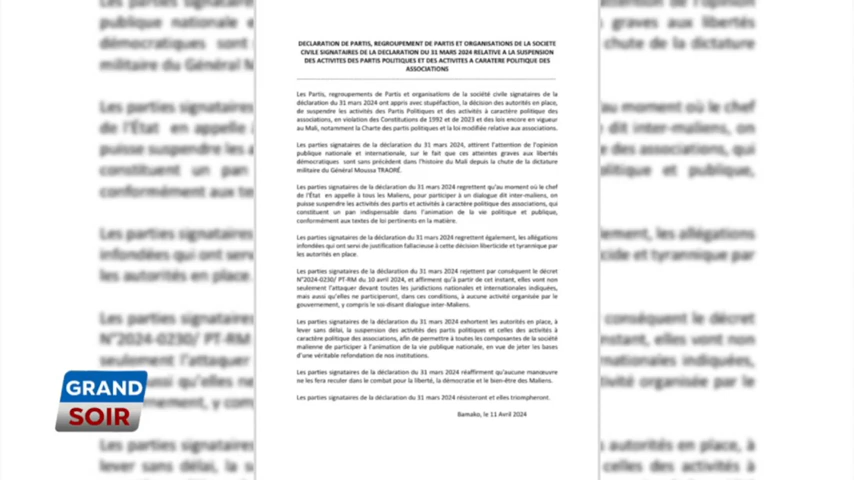 DECLARATION DE PARTIS, REGROUPEMENT DE PARTIS ET ORGANISATIONS DE LA SOCIETE
CIVILE SIGNATAIRES DE LA DECLARATION DU 31 MARS 2024 RELATIVE A LA SUSPENSION
DES ACTIVITES DES PARTIS POLITIQUES ET DES ACTIVITES A CARATERE POLITIQUE DES
ASSOCIATIONS
Les Partis, regroupements de Partis et organisations de la société civile signataires de la
déclaration du 31 mars 2024 ont appris avec stupéfaction, la décision des autorités en place,
de suspendre les activités des Partis Politiques et des activités à caractère politique des
associations, en violation des Constitutions de 1992 et de 2023 et des lois encore en vigueur
au Mali, notamment la Charte des partis politiques et la loi modifiée relative aux associations.
Les parties signataires de la déclaration du 31 mars 2024, attirent l'attention de l'opinion
publique nationale et internationale, sur le fait que ces atteintes graves aux libertés
démocratiques sont sans précédent dans l'histoire du Mali depuis la chute de la dictature
militaire du Général Moussa TRAORÉ.
Les parties signataires de la déclaration du 31 mars 2024 regrettent qu'au moment où le chef
de l'État en appelle à tous les Maliens, pour participer à un dialogue dit inter-maliens, on
puisse suspendre les activités des partis et activités à caractère politique des associations, qui
constituent un pan indispensable dans l'animation de la vie politique et publique,
conformément aux textes de loi pertinents en la matière.
Les parties signataires de la déclaration du 31 mars 2024 regrettent également, les allégations
infondées qui ont servi de justification fallacieuse à cette décision liberticide et tyrannique par
les autorités en place.
Les parties signataires de la déclaration du 31 mars 2024 rejettent par conséquent le décret
N°2024-0230/ PT-RM du 10 avril 2024, et affirment qu'à partir de cet instant, elles vont non
seulement l'attaquer devant toutes les juridictions nationales et internationales indiquées,
mais aussi qu'elles ne participeront, dans ces conditions, à aucune activité organisée par le
gouvernement, y compris le soi-disant dialogue inter-Maliens.
Les parties signataires de la déclaration du 31 mars 2024 exhortent les autorités en place, à
lever sans délai, la suspension des activités des partis politiques et celles des activités à
caractère politique des associations, afin de permettre à toutes les composantes de la société
malienne de participer à l'animation de la vie publique nationale, en vue de jeter les bases
d'une véritable refondation de nos institutions.
Les parties signataires de la déclaration du 31 mars 2024 réaffirment qu'aucune manœuvre
ne les fera reculer dans le combat pour la liberté, la démocratie et le bien-être des Maliens.
Les parties signataires de la déclaration du 31 mars 2024 résisteront et elles triompheront.
Bamako, le 11 Avril 2024
GRAND
SOIR